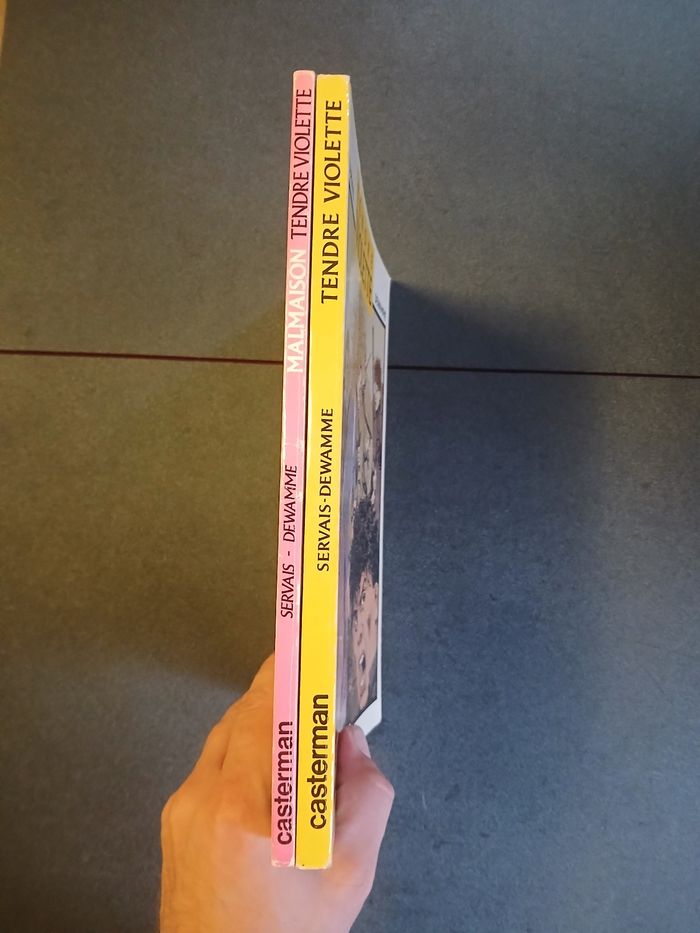 casterman SERVAIS - DEWAMME MALMAISON TENDRE VIOLETTE
casterman SERVAIS-DEWAMME TENDRE VIOLETTE